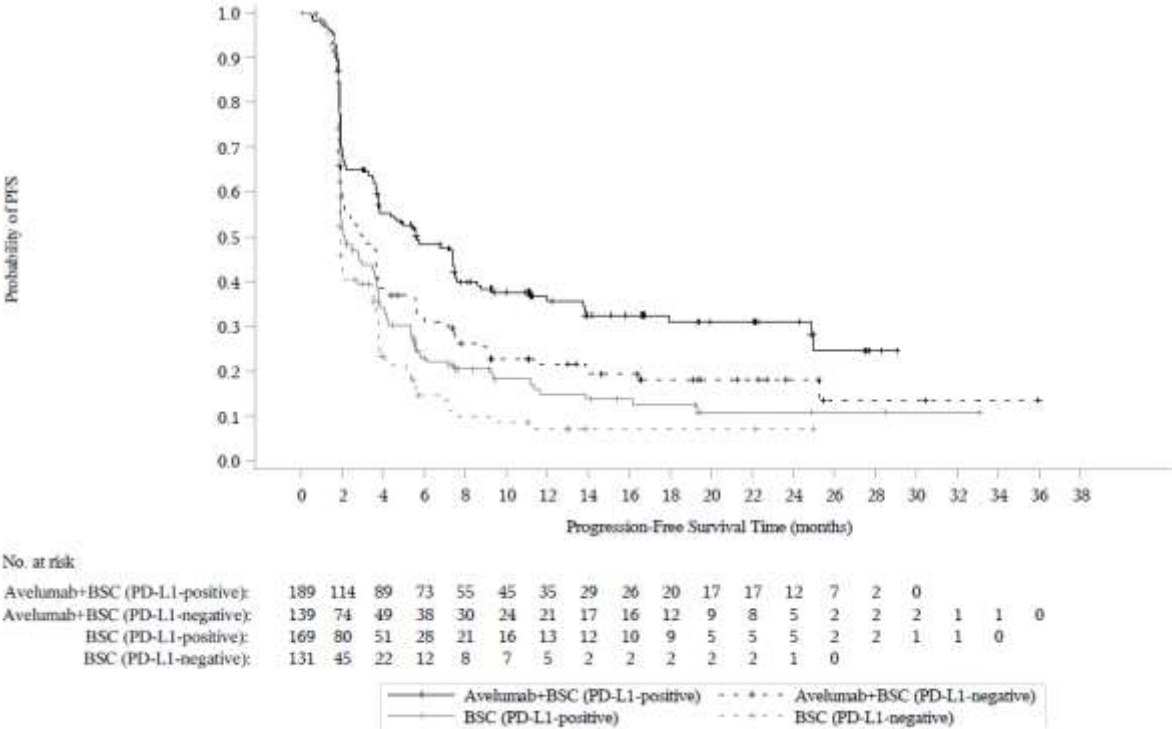 Probability of PFS
1.0
0.9
0.8
0.7
0.6
0.5
0.4
0.3
0.2
0.1
0.0
0 2 4 6 8 10 12 14 16 18 20 22 24 26 28 30 32 34 36 38
Progression-Free Survival Time (months)
No. at risk
Avelumab+BSC (PD-L1-positive): 189 114 89 73 55 45 35 29 26 20 17 17 12 7 2 0
Avelumab+BSC (PD-L1-negative): 139 74 49 38 30 24 21 17 16 12 9 8 5 2 2 2 1 1 0
BSC (PD-L1-positive): 169 80 51 28 21 16 13 12 10 9 5 5 5 2 2 1 1 0
BSC (PD-L1-negative): 131 45 22 12 8 7 5 2 2 2 2 2 1 0
Avelumab+BSC (PD-L1-positive) Avelumab+BSC (PD-L1-negative)
BSC (PD-L1-positive) BSC (PD-L1-negative)